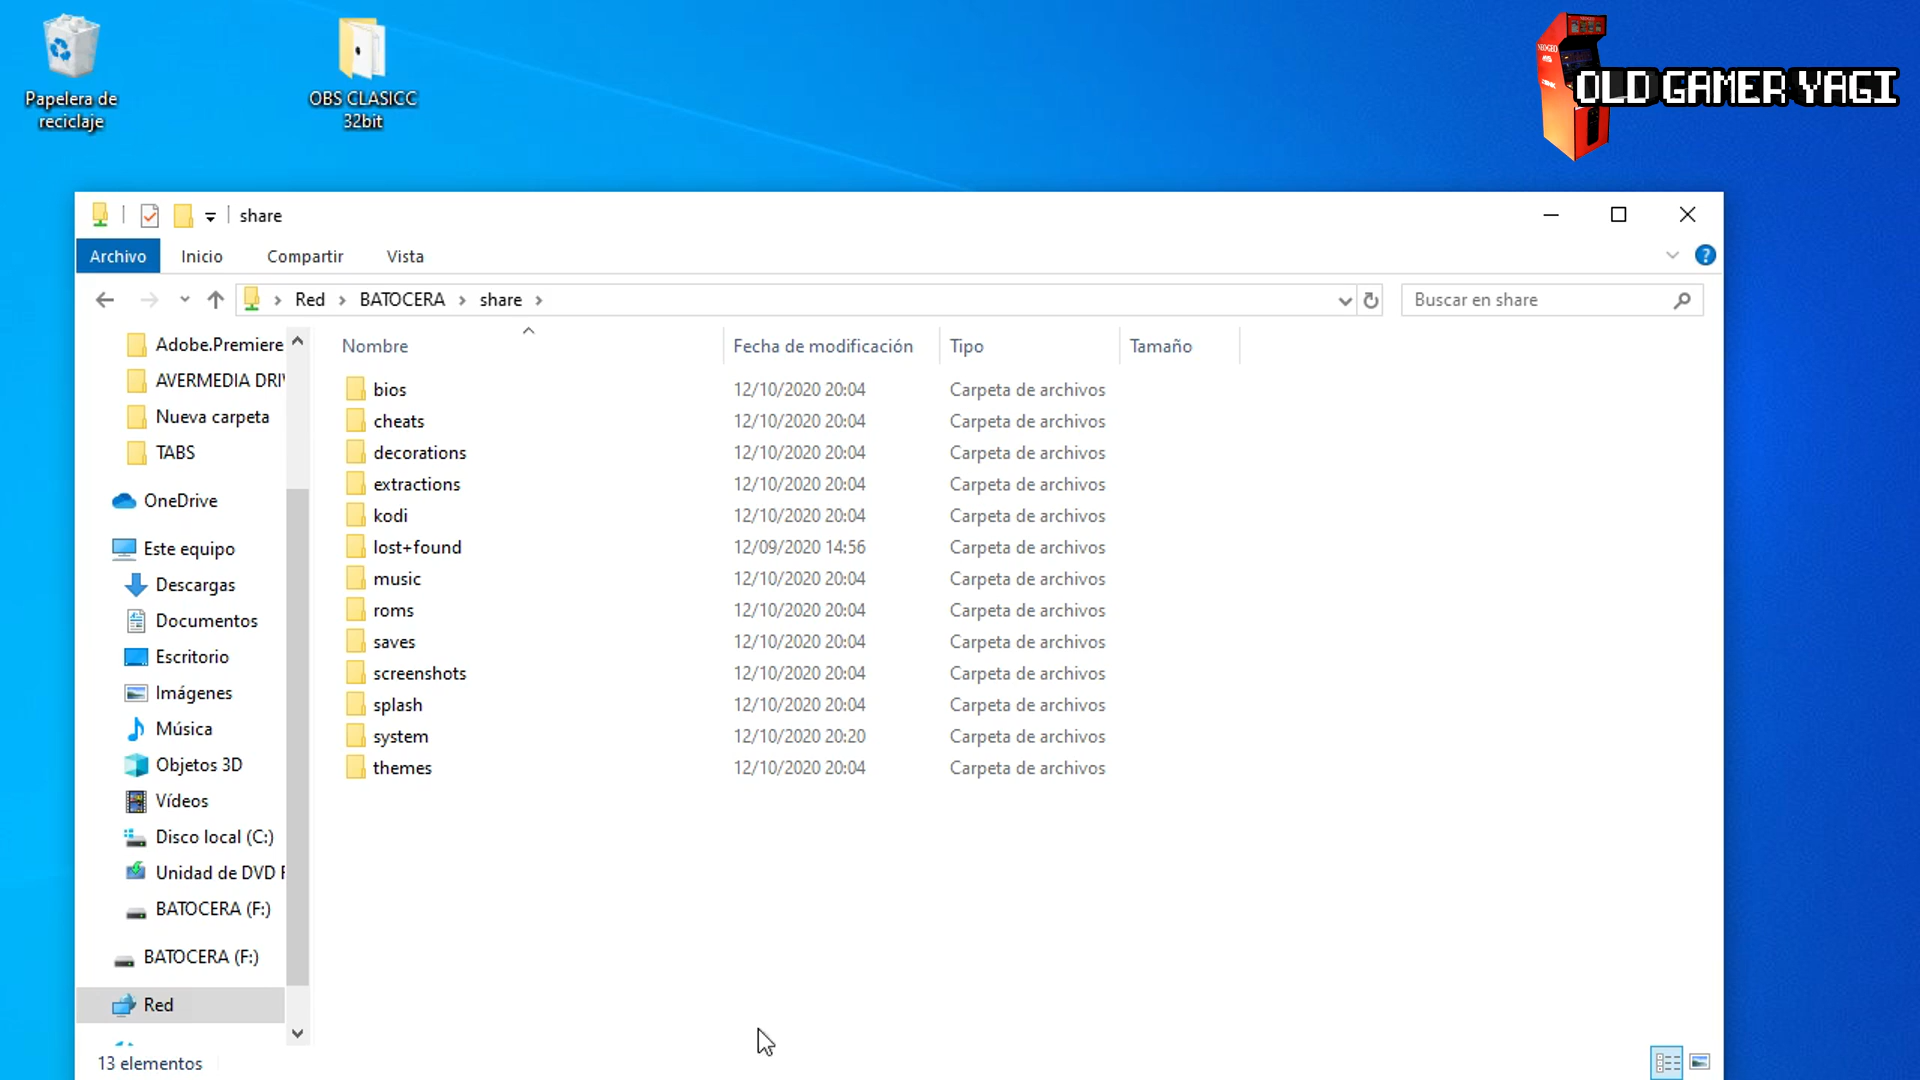 Papelera de
reciclaje
OBS CLASICC
32bit
OLD GAMER YAGI
share
Archivo Inicio Compartir Vista
Red BATOCERA share
Buscar en share
Nombre Fecha de modificación Tipo Tamaño
Adobe.Premiere
AVERMEDIA DRI
Nueva carpeta
TABS
OneDrive
Este equipo
Descargas
Documentos
Escritorio
Imágenes
Música
Objetos 3D
Vídeos
Disco local (C:)
Unidad de DVD
BATOCERA (F:)
BATOCERA (F:)
Red
bios 12/10/2020 20:04 Carpeta de archivos
cheats 12/10/2020 20:04 Carpeta de archivos
decorations 12/10/2020 20:04 Carpeta de archivos
extractions 12/10/2020 20:04 Carpeta de archivos
kodi 12/10/2020 20:04 Carpeta de archivos
lost+found 12/09/2020 14:56 Carpeta de archivos
music 12/10/2020 20:04 Carpeta de archivos
roms 12/10/2020 20:04 Carpeta de archivos
saves 12/10/2020 20:04 Carpeta de archivos
screenshots 12/10/2020 20:04 Carpeta de archivos
splash 12/10/2020 20:04 Carpeta de archivos
system 12/10/2020 20:20 Carpeta de archivos
themes 12/10/2020 20:04 Carpeta de archivos
13 elementos